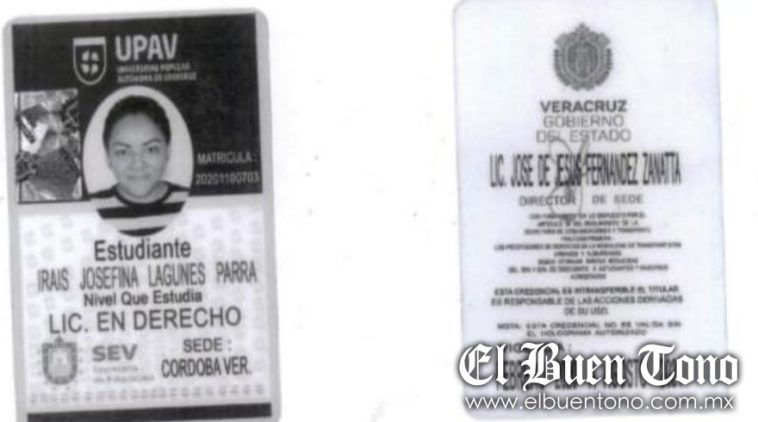 UPAV
UNIVERSIDAD POPULAR
AUTÓNOMA DE VERACRUZ
MATRICULA:
20201100703
Estudiante
IRAIS JOSEFINA LAGUNES PARRA
Nivel Que Estudia
LIC. EN DERECHO
SEV
SEDE:
CORDOBA VER.
VERACRUZ
GOBIERNO
DEL ESTADO
LIC. JOSE DE JESUS FERNANDEZ ZANATTA
DIRECTOR DE SEDE
ESTA CREDENCIAL ES INTRANSFERIBLE EL TITULAR
ES RESPONSABLE DE LAS ACCIONES DERIVADAS
DE SU USO.
NOTA: ESTA CREDENCIAL NO ES VALIDA SIN
EL HOLOGRAMA AUTORIZADO
El Buen Tono
www.elbuentono.com.mx